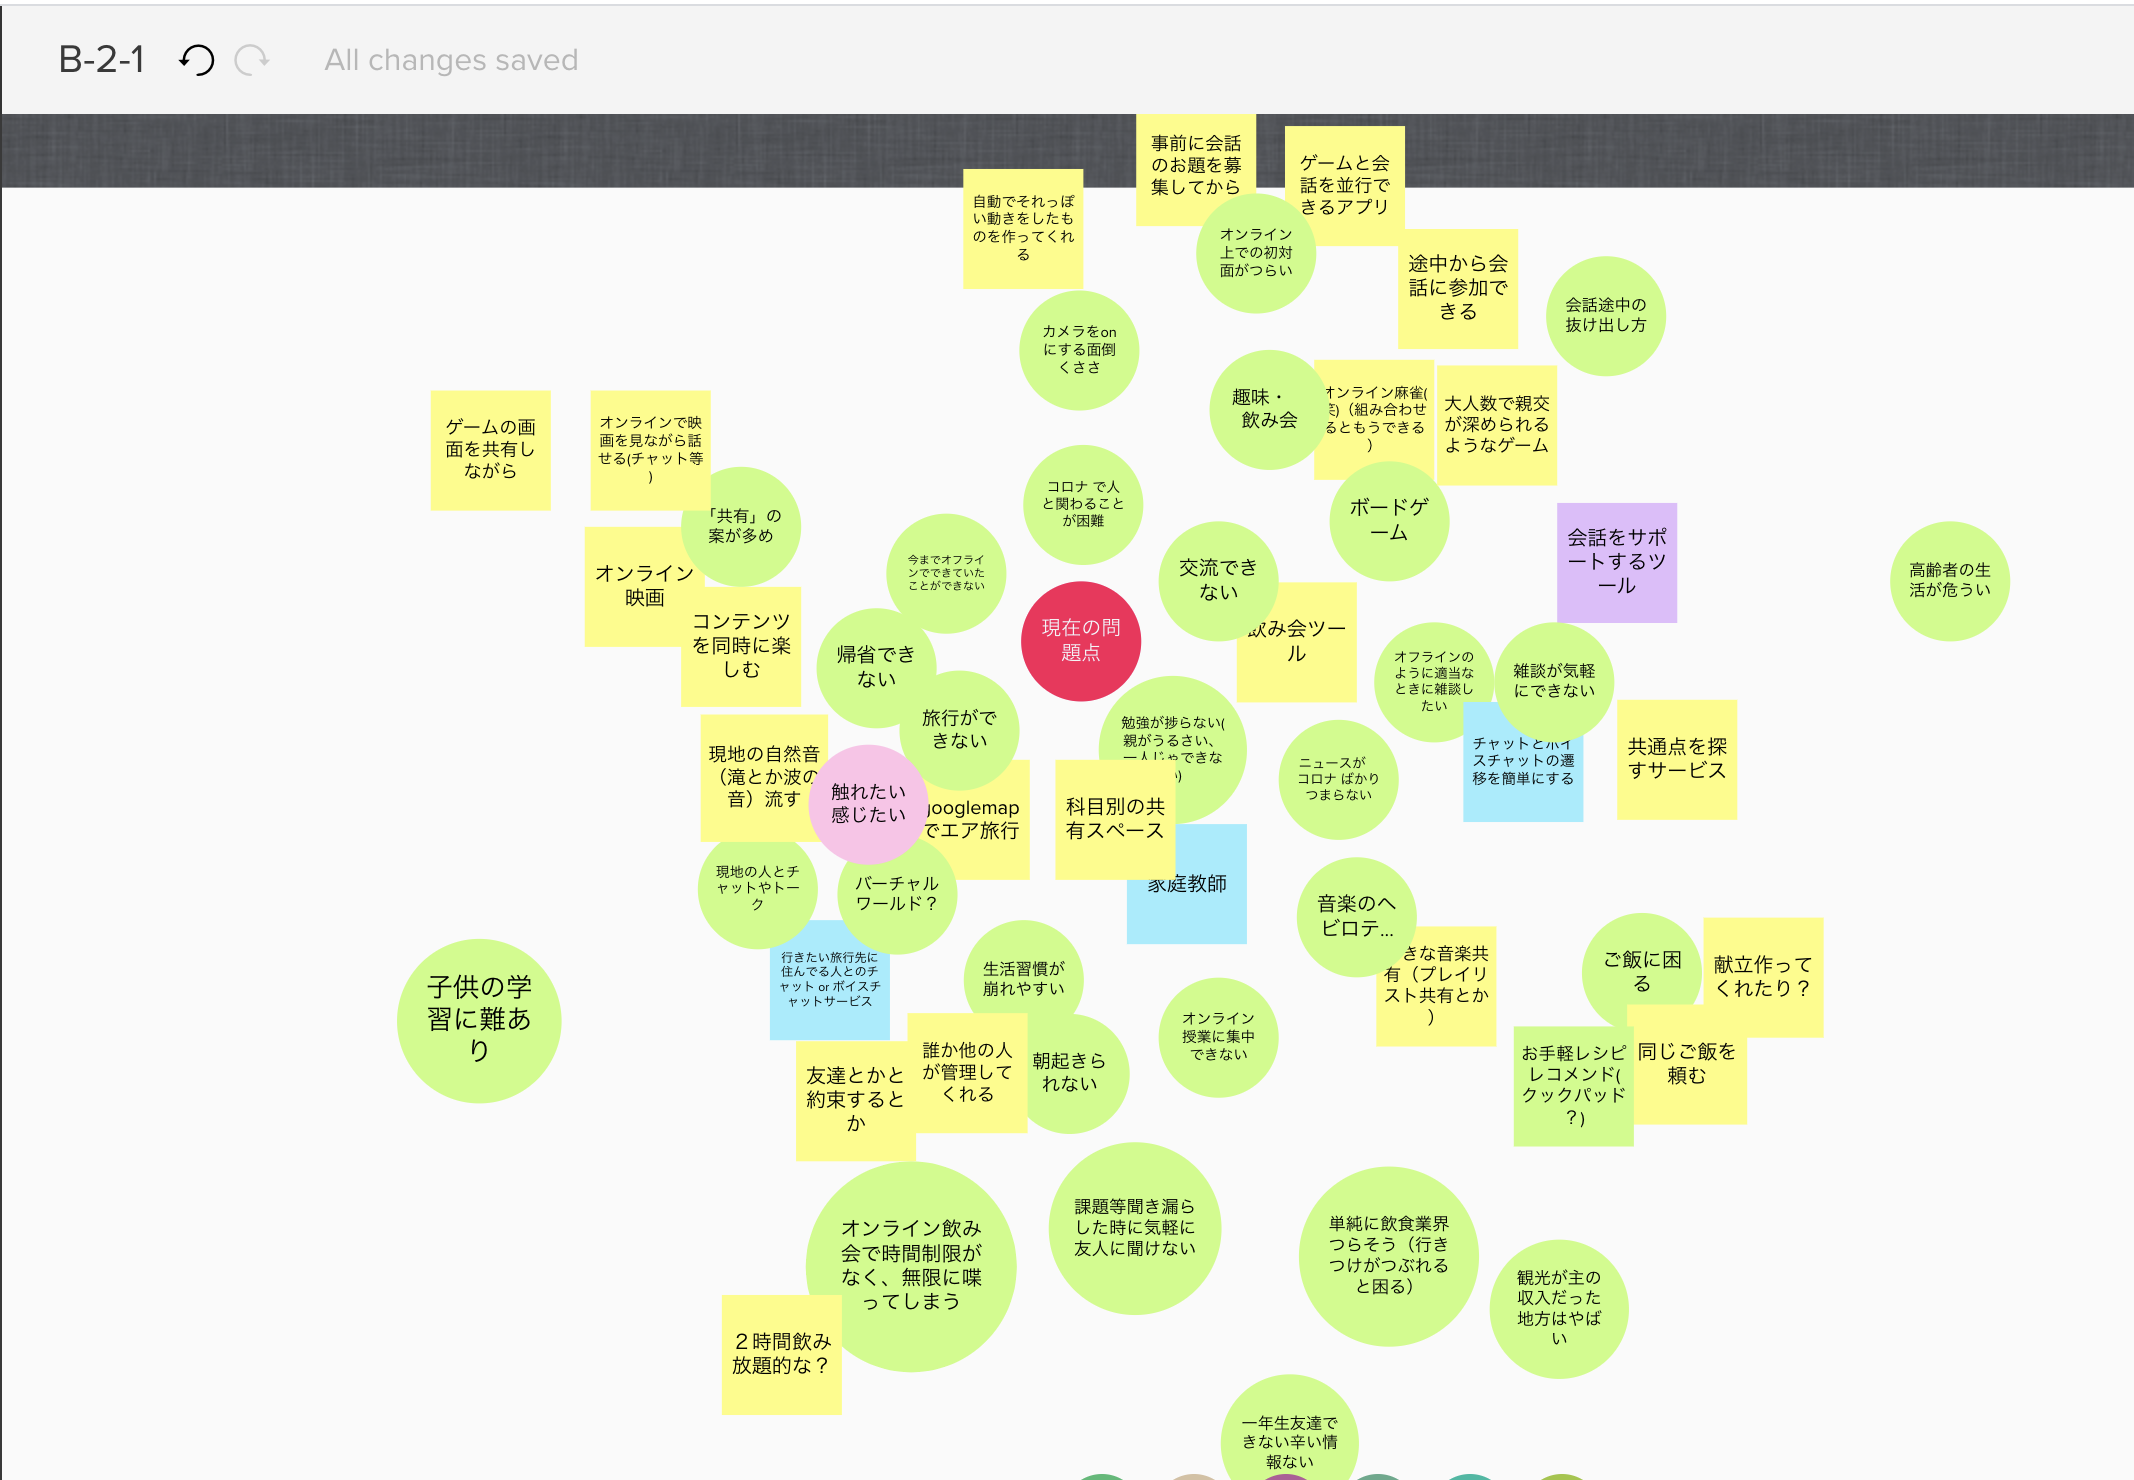 B-2-1
All changes saved
事前に会話
のお題を募
集してから
ゲームと会
話を並行で
きるアプリ
自動でそれっぽ
い動きをしたも
のを作ってくれ
る
オンライン
上での初対
面がつらい
途中から会
話に参加で
きる
会話途中の
抜け出し方
カメラをon
にする面倒
くささ
趣味・
飲み会
オンライン麻雀(
笑)（組み合わせ
るともうできる
）
大人数で親交
が深められる
ようなゲーム
ゲームの画
面を共有し
ながら
オンラインで映
画を見ながら話
せる(チャット等
)
「共有」の
案が多め
コロナ で人
と関わること
が困難
ボードゲ
ーム
会話をサポ
ートするツ
ール
高齢者の生
活が危うい
オンライン
映画
今までオフライ
ンでできていた
ことができない
交流でき
ない
コンテンツ
を同時に楽
しむ
帰省でき
ない
現在の問
題点
飲み会ツー
ル
オフラインの
ように適当な
ときに雑談し
たい
雑談が気軽
にできない
旅行がで
きない
勉強が捗らない(
親がうるさい、
一人じゃできな
い)
ニュースが
コロナ ばかり
つまらない
チャットとボイ
スチャットの遷
移を簡単にする
共通点を探
すサービス
現地の自然音
（滝とか波の
音）流す
触れたい
感じたい
googlemap
でエア旅行
科目別の共
有スペース
家庭教師
現地の人とチ
ャットやトー
ク
バーチャル
ワールド？
音楽のヘ
ビロテ...
きな音楽共
有（プレイリ
スト共有とか
）
行きたい旅行先に
住んでる人とのチ
ャット or ボイスチ
ャットサービス
生活習慣が
崩れやすい
ご飯に困
る
献立作って
くれたり？
子供の学
習に難あ
り
オンライン
授業に集中
できない
誰か他の人
が管理して
くれる
朝起きら
れない
友達とかと
約束すると
か
お手軽レシピ
レコメンド(
クックパッド
？)
同じご飯を
頼む
オンライン飲み
会で時間制限が
なく、無限に喋
ってしまう
課題等聞き漏ら
した時に気軽に
友人に聞けない
単純に飲食業界
つらそう（行き
つけがつぶれる
と困る）
観光が主の
収入だった
地方はやば
い
２時間飲み
放題的な？
一年生友達で
きない辛い情
報ない